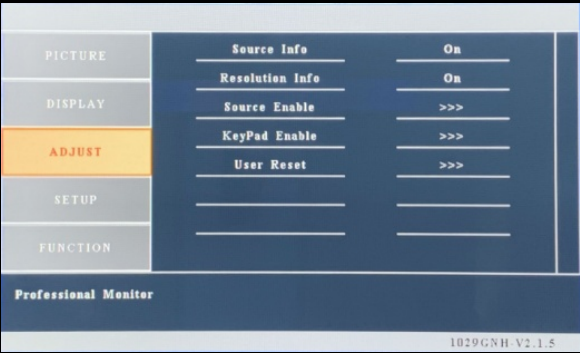 PICTURE
DISPLAY
ADJUST
SETUP
FUNCTION
Source Info On
Resolution Info On
Source Enable >>>
KeyPad Enable >>>
User Reset >>>
Professional Monitor
1029GNH-V2.1.5